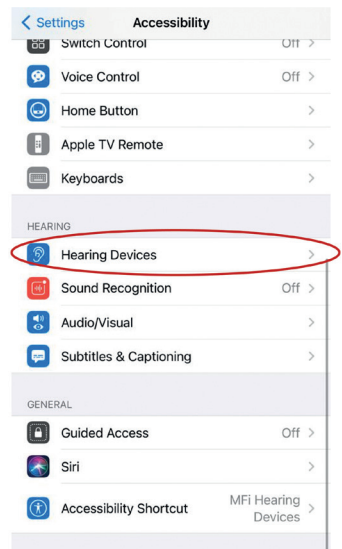 Settings Accessibility
Switch Control Off
Voice Control Off
Home Button
Apple TV Remote
Keyboards
HEARING
Hearing Devices
Sound Recognition Off
Audio/Visual
Subtitles & Captioning
GENERAL
Guided Access Off
Siri
Accessibility Shortcut MFi Hearing
Devices